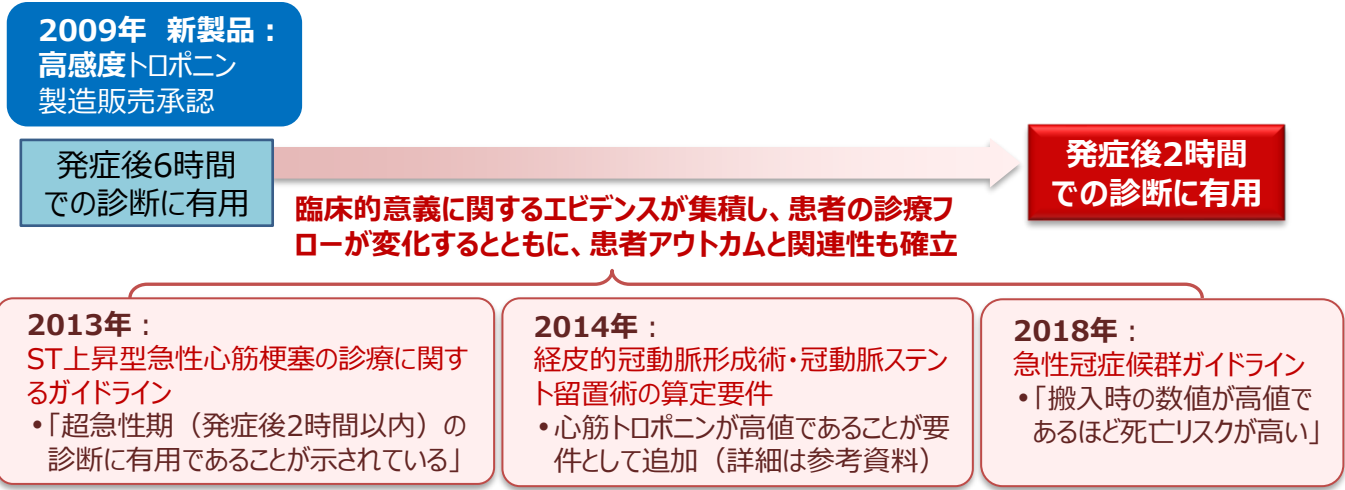 2009年 新製品：
高感度トロポニン
製造販売承認
発症後6時間
での診断に有用
発症後2時間
での診断に有用
臨床的意義に関するエビデンスが集積し、患者の診療フ
ローが変化するとともに、患者アウトカムと関連性も確立
2013年：
ST上昇型急性心筋梗塞の診療に関す
るガイドライン
•「超急性期（発症後2時間以内）の
診断に有用であることが示されている」
2014年：
経皮的冠動脈形成術・冠動脈ステン
ト留置術の算定要件
•心筋トロポニンが高値であることが要
件として追加（詳細は参考資料）
2018年：
急性冠症候群ガイドライン
•「搬入時の数値が高値で
あるほど死亡リスクが高い」